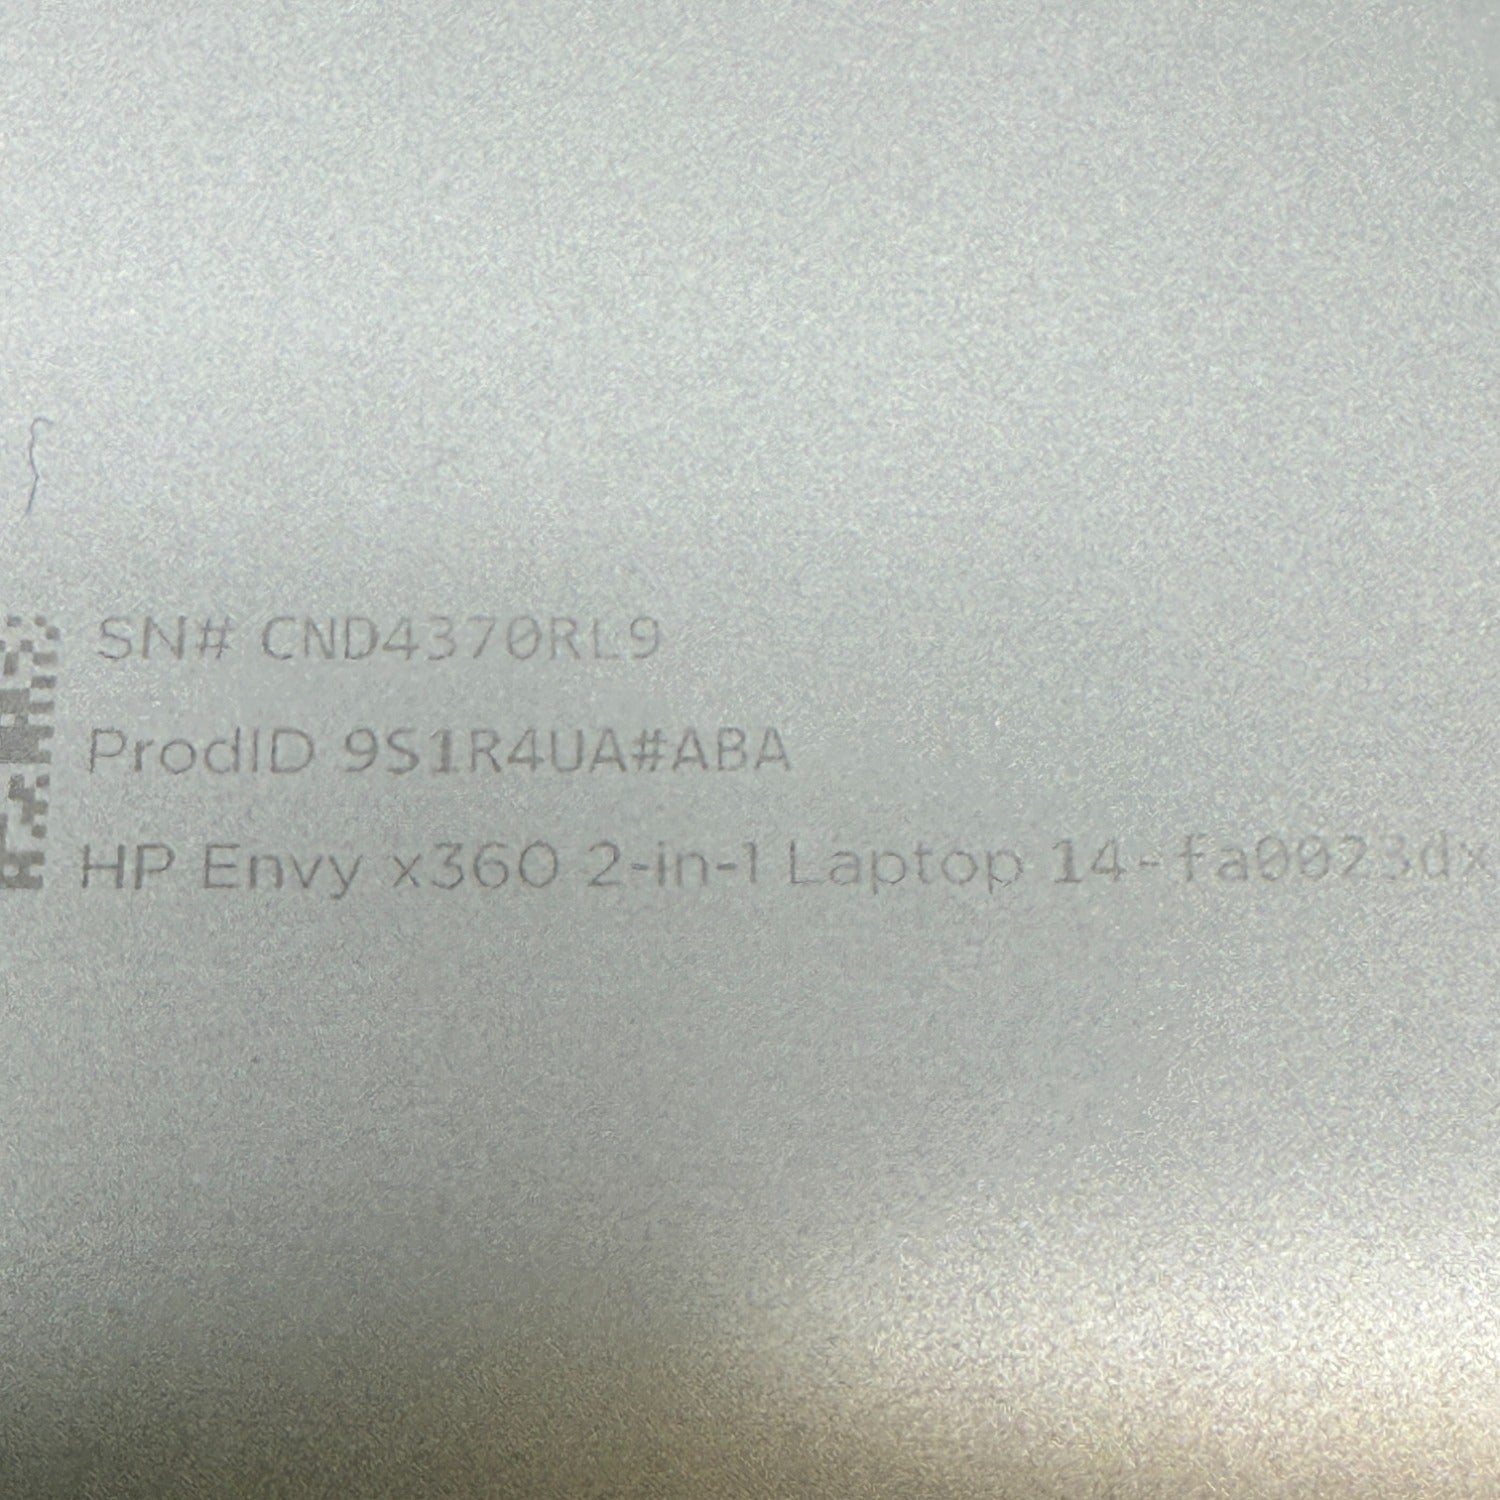 SN# CND4370RL9
ProdID 9S1R4UA#ABA
HP Envy x360 2-in-1 Laptop 14-fa0023dx